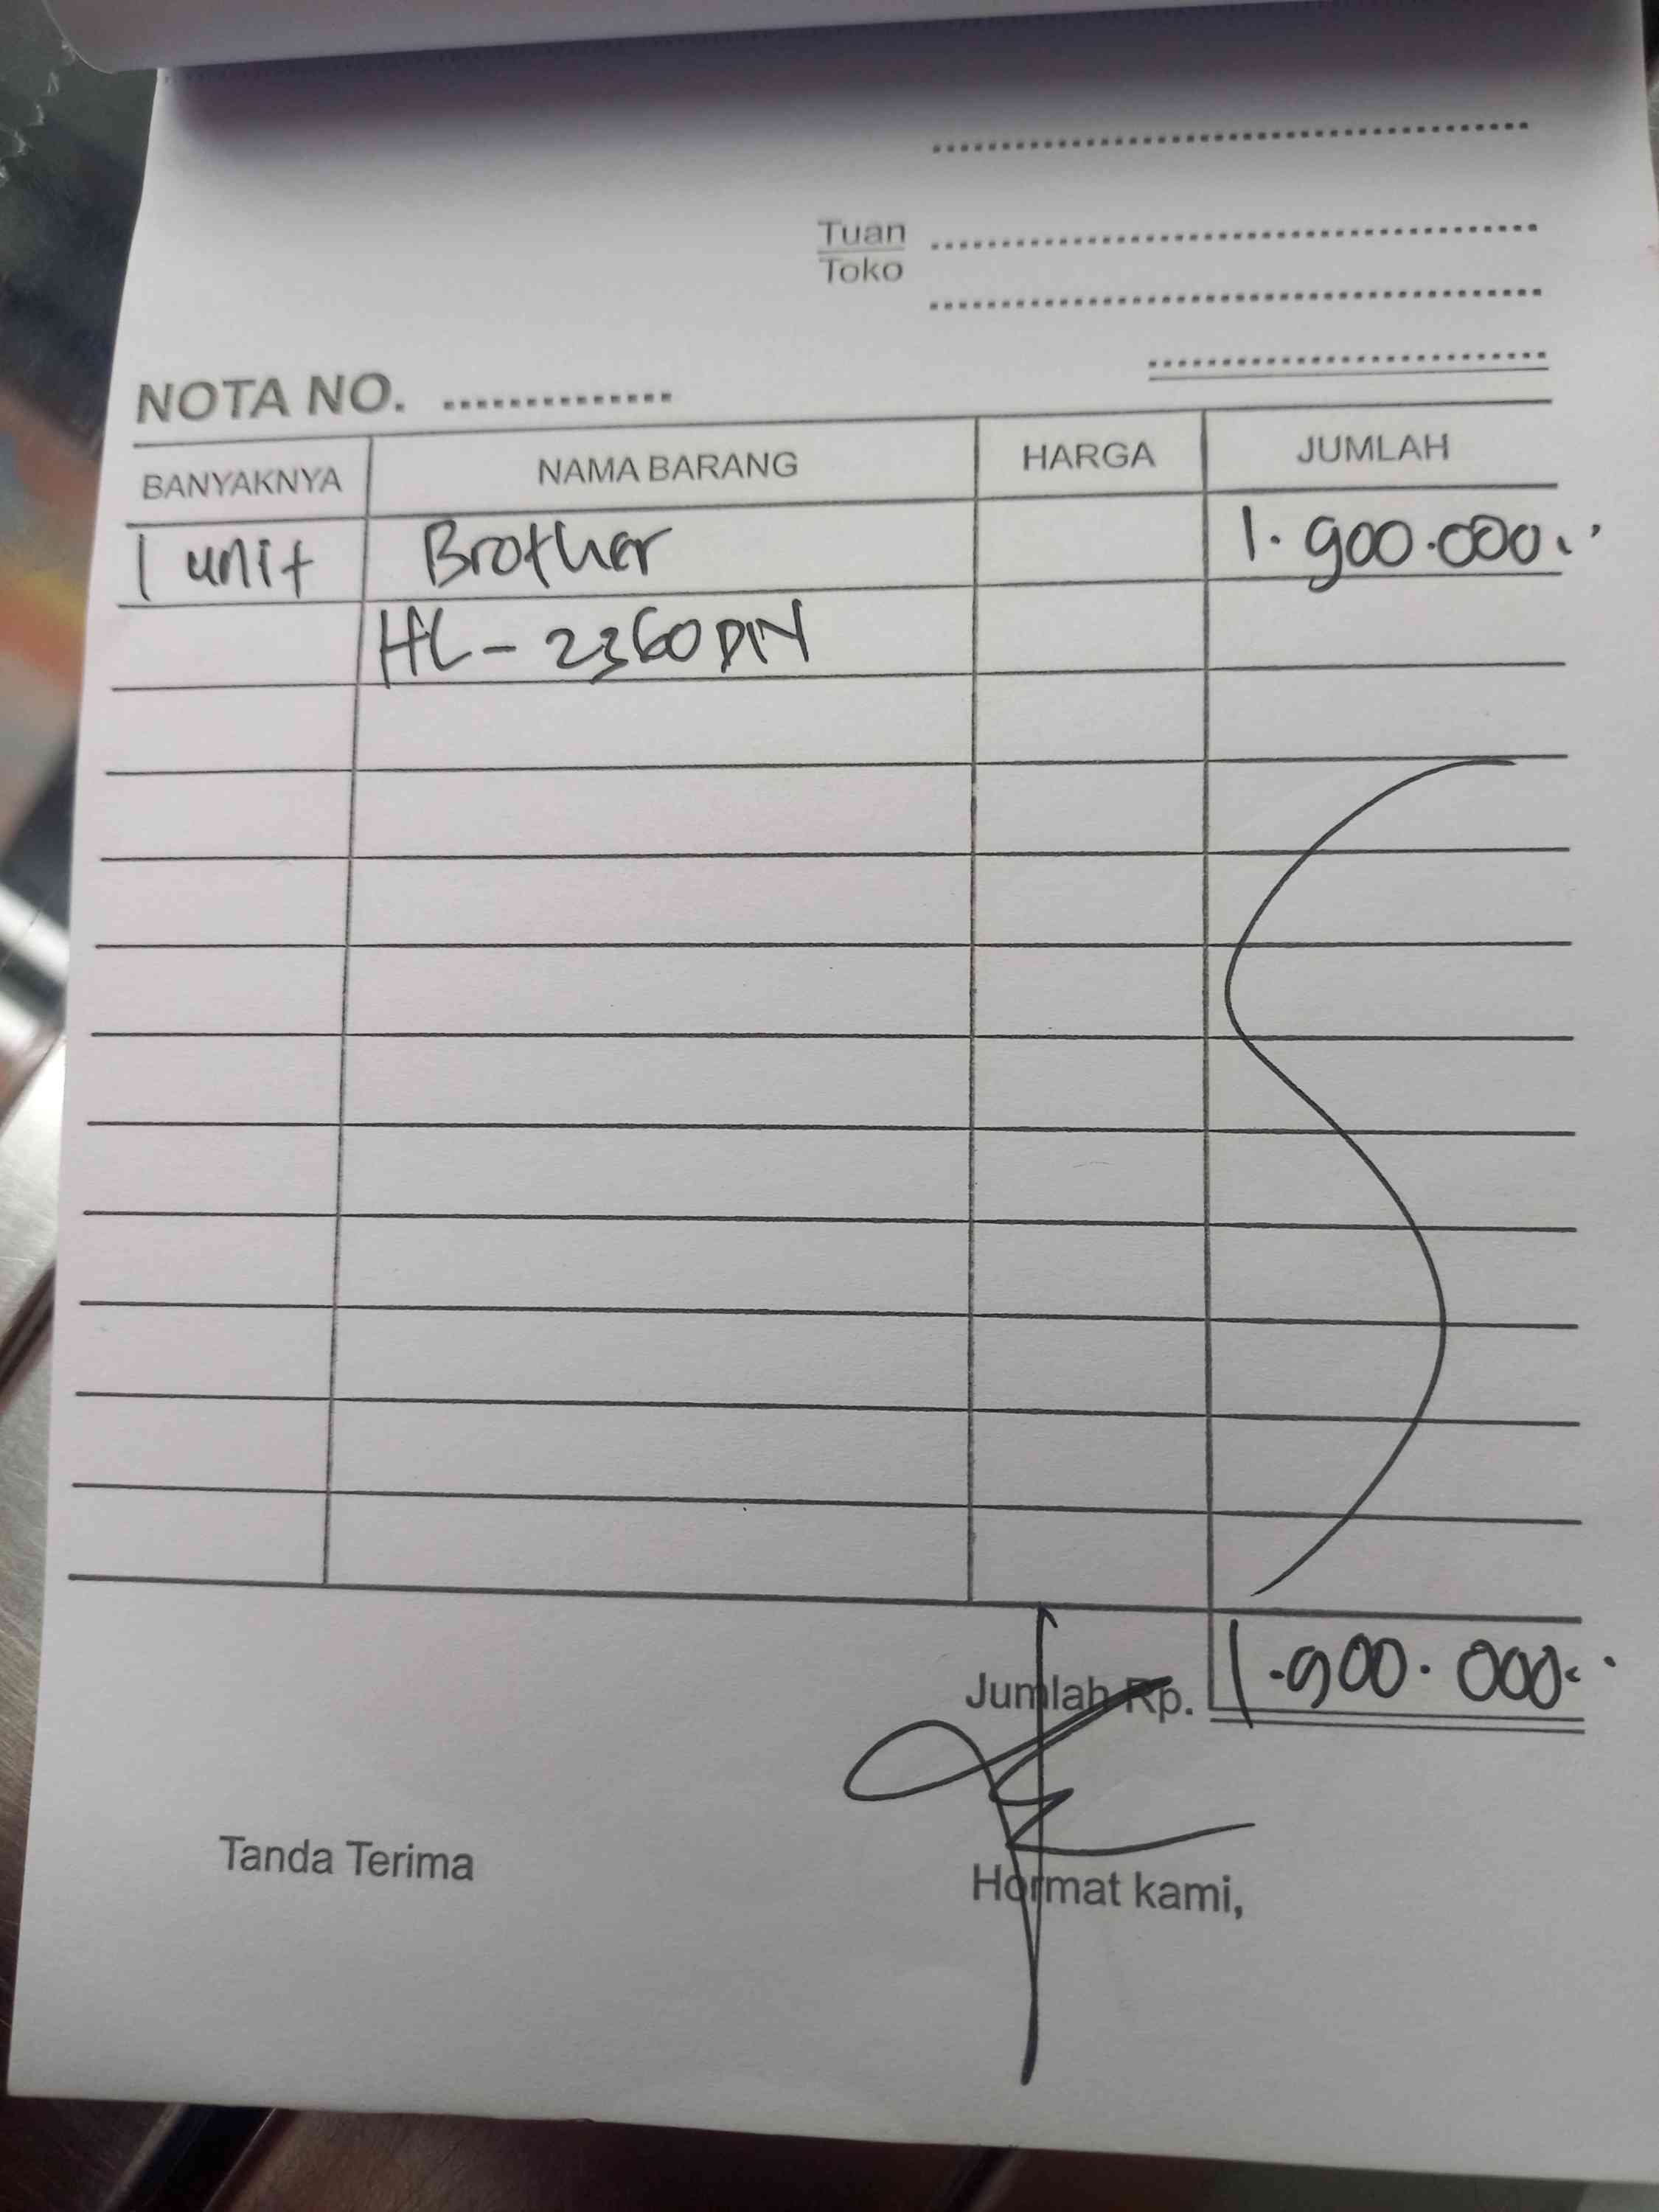 Tuan
Toko
NOTA NO.
BANYAKNYA NAMA BARANG HARGA JUMLAH
1 unit Brother 1.900.000
HL-2360DN
Jumlah Rp. 1.900.000
Tanda Terima Hormat kami,